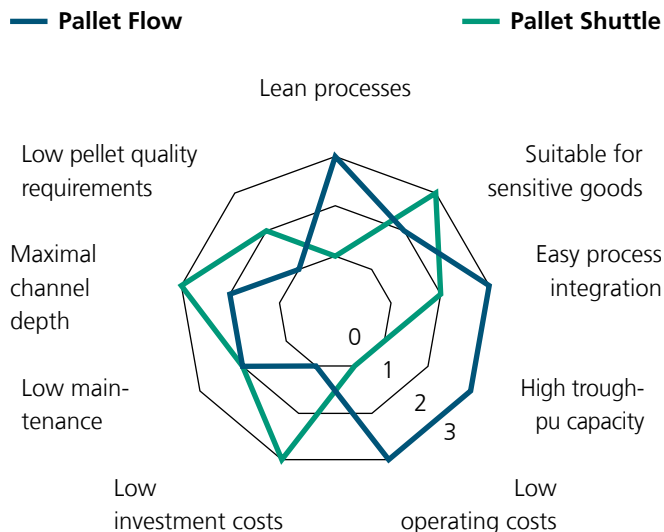 Pallet Flow
Pallet Shuttle
Lean processes
Low pellet quality
requirements
Suitable for
sensitive goods
Maximal
channel
depth
Easy process
integration
0
1
2
3
Low main-
tenance
High trough-
pu capacity
Low
investment costs
Low
operating costs